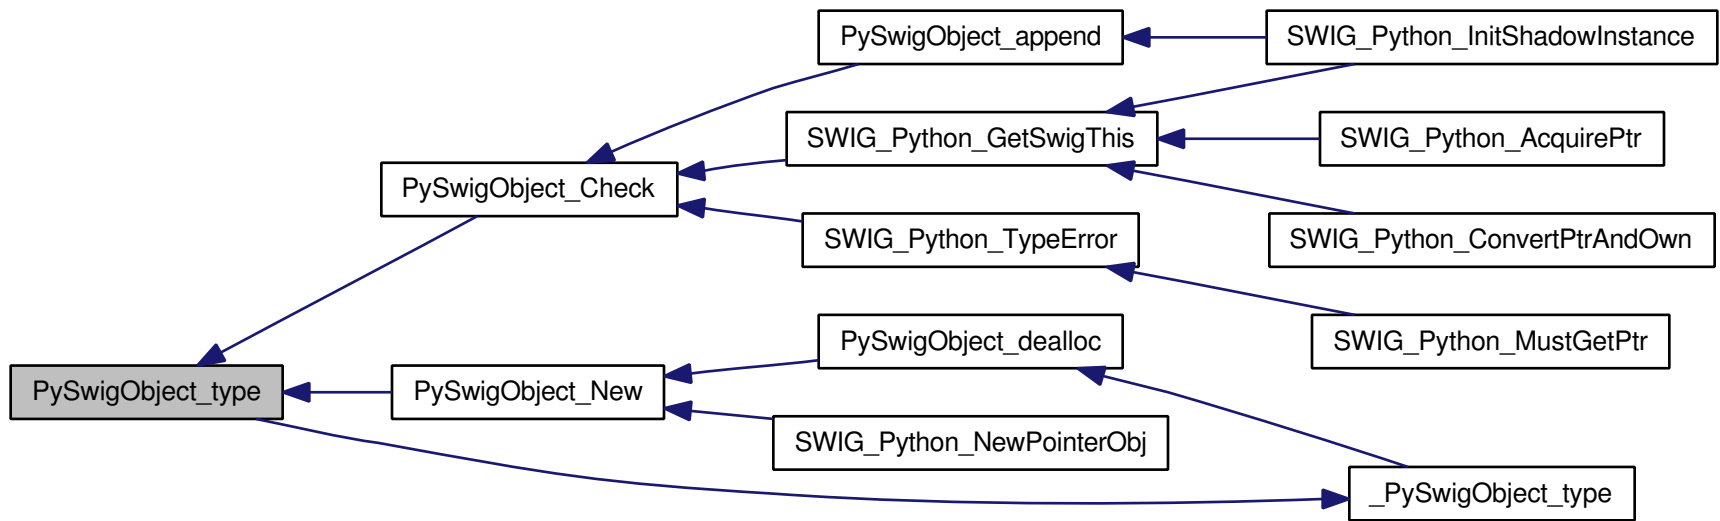 PySwigObject_append
SWIG_Python_InitShadowInstance
SWIG_Python_GetSwigThis
SWIG_Python_AcquirePtr
PySwigObject_Check
SWIG_Python_TypeError
SWIG_Python_ConvertPtrAndOwn
PySwigObject_dealloc
SWIG_Python_MustGetPtr
PySwigObject_type
PySwigObject_New
SWIG_Python_NewPointerObj
_PySwigObject_type